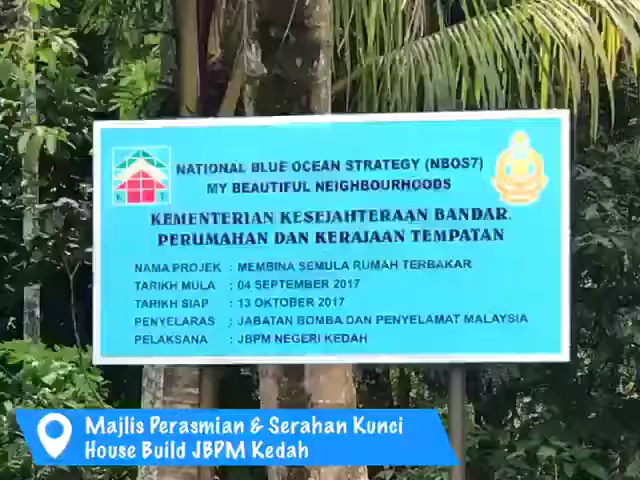 NATIONAL BLUE OCEAN STRATEGY (NBOS7)
MY BEAUTIFUL NEIGHBOURHOODS
KEMENTERIAN KESEJAHTERAAN BANDAR,
PERUMAHAN DAN KERAJAAN TEMPATAN
NAMA PROJEK : MEMBINA SEMULA RUMAH TERBAKAR
TARIKH MULA : 04 SEPTEMBER 2017
TARIKH SIAP : 13 OKTOBER 2017
PENYELARAS : JABATAN BOMBA DAN PENYELAMAT MALAYSIA
PELAKSANA : JBPM NEGERI KEDAH
Majlis Perasmian & Serahan Kunci
House Build JBPM Kedah